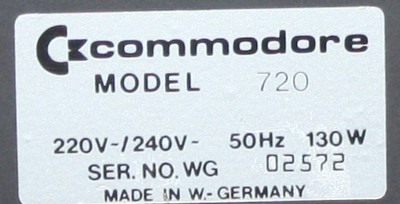 commodore
MODEL 720
220V~/240V~ 50Hz 130W
SER. NO. WG 02572
MADE IN W.-GERMANY